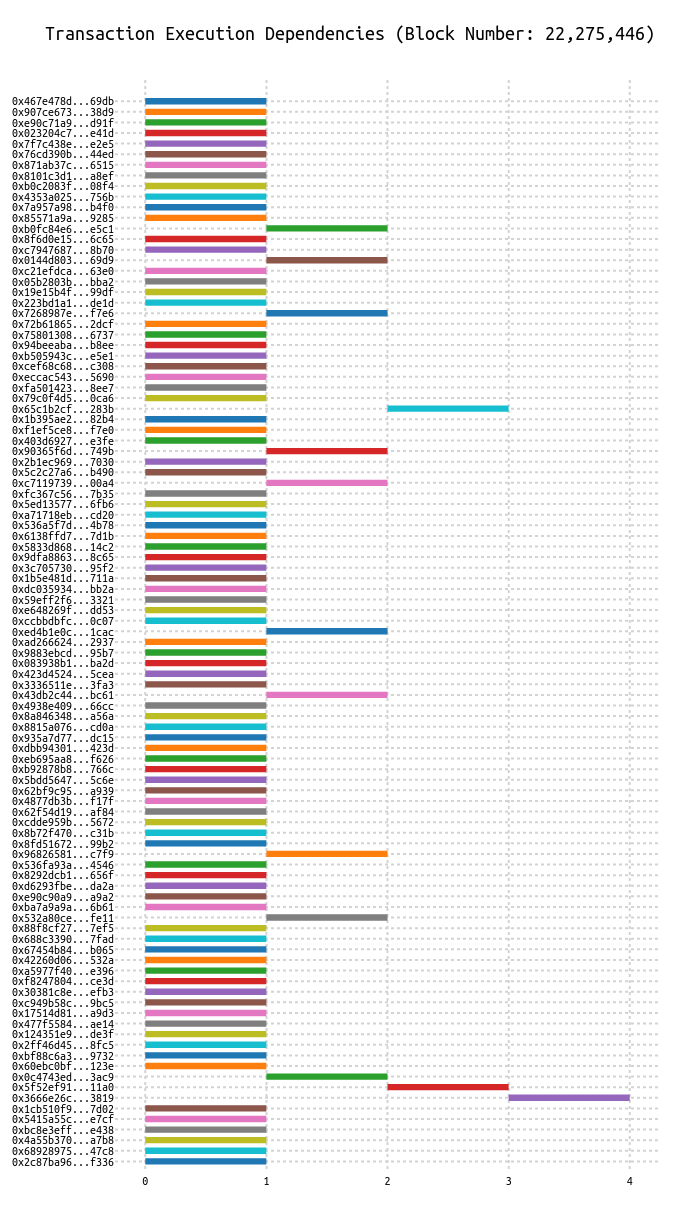 Transaction Execution Dependencies (Block Number: 22,275,446)
0x467e478d...69db
0x907ce673...38d9
0xe90c71a9...d91f
0x023204c7...e41d
0x7f7c438e...e2e5
0x76cd390b...44ed
0x871ab37c...6515
0x8101c3d1...a8ef
0xb0c2083f...08f4
0x4353a025...756b
0x7a957a98...b4f0
0x85571a9a...9285
0xb0fc84e6...e5c1
0x8f6d0e15...6c65
0xc7947687...8b70
0x0144d803...69d9
0xc21efdca...63e0
0x05b2803b...bba2
0x19e15b4f...99df
0x223bd1a1...de1d
0x7268987e...f7e6
0x72b61865...2dcf
0x75801308...6737
0x94beeaba...b8ee
0xb505943c...e5e1
0xcef68c68...c308
0xeccac543...5690
0xfa501423...8ee7
0x79c0f4d5...0ca6
0x65c1b2cf...283b
0x1b395ae2...82b4
0xf1ef5ce8...f7e0
0x403d6927...e3fe
0x90365f6d...749b
0x2b1ec969...7030
0x5c2c27a6...b490
0xc7119739...00a4
0xfc367c56...7b35
0x5ed13577...6fb6
0xa71718eb...cd20
0x536a5f7d...4b78
0x6138ffd7...7d1b
0x5833d868...14c2
0x9dfa8863...8c65
0x3c705730...95f2
0x1b5e481d...711a
0xdc035934...bb2a
0x59eff2f6...3321
0xe648269f...dd53
0xccbbdbfc...0c07
0xed4b1e0c...1cac
0xad266624...2937
0x9883ebcd...95b7
0x083938b1...ba2d
0x423d4524...5cea
0x3336511e...3fa3
0x43db2c44...bc61
0x4938e409...66cc
0x8a846348...a56a
0x8815a076...cd0a
0x935a7d77...dc15
0xdbb94301...423d
0xeb695aa8...f626
0xb92878b8...766c
0x5bdd5647...5c6e
0x62bf9c95...a939
0x4877db3b...f17f
0x62f54d19...af84
0xcdde959b...5672
0x8b72f470...c31b
0x8fd51672...99b2
0x96826581...c7f9
0x536fa93a...4546
0x8292dcb1...656f
0xd6293fbe...da2a
0xe90c90a9...a9a2
0xba7a9a9a...6b61
0x532a80ce...fe11
0x88f8cf27...7ef5
0x688c3390...7fad
0x67454b84...b065
0x42260d06...532a
0xa5977f40...e396
0xf8247804...ce3d
0x30381c8e...efb3
0xc949b58c...9bc5
0x17514d81...a9d3
0x477f5584...ae14
0x124351e9...de3f
0x2ff46d45...8fc5
0xbf88c6a3...9732
0x60ebc0bf...123e
0x0c4743ed...3ac9
0x5f52ef91...11a0
0x3666e26c...3819
0x1cb510f9...7d02
0x5415a55c...e7cf
0xbc8e3eff...e438
0x4a55b370...a7b8
0x68928975...47c8
0x2c87ba96...f336
0 1 2 3 4